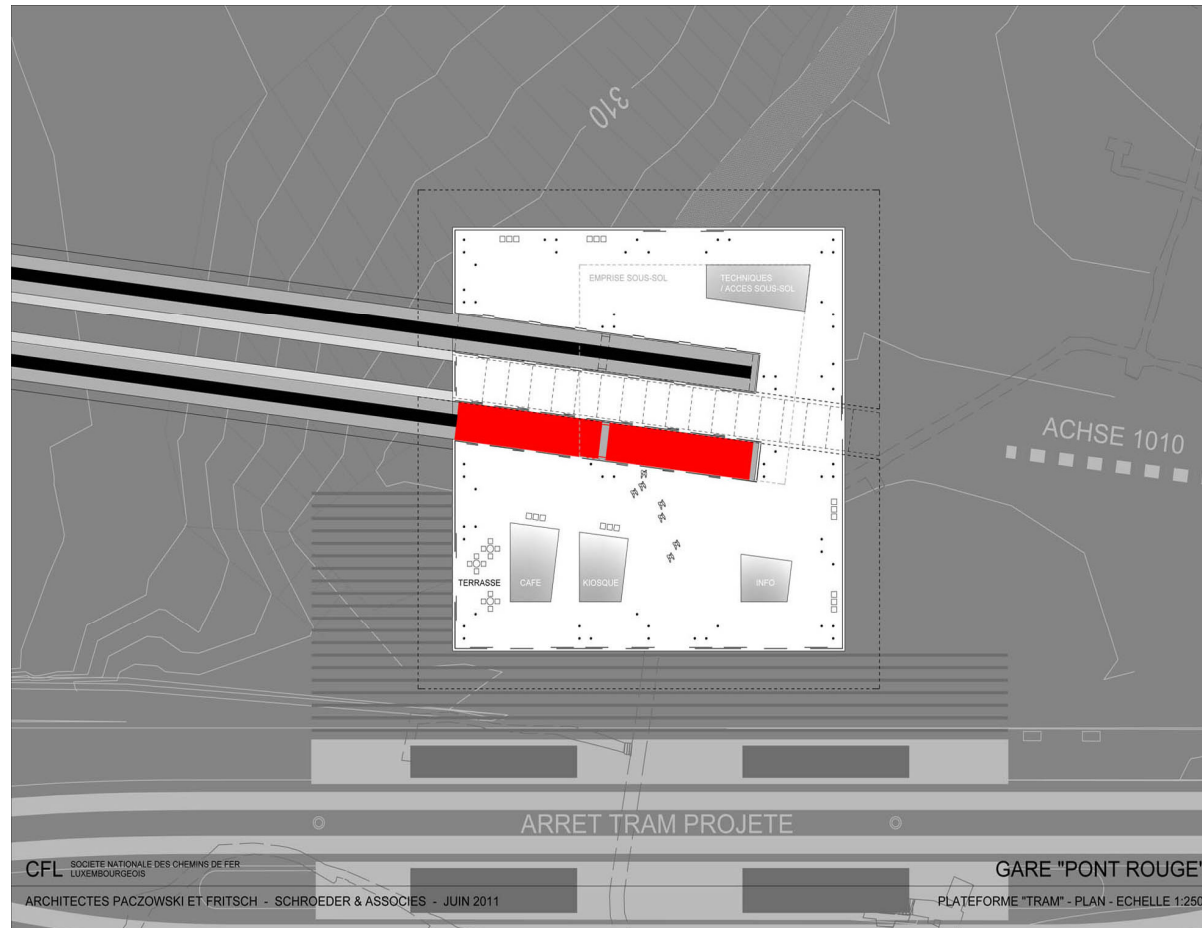 310
EMPRISE SOUS-SOL
TECHNIQUES
/ ACCES SOUS-SOL
ACHSE 1010
TERRASSE
CAFE
KIOSQUE
INFO
ARRET TRAM PROJETE
CFL SOCIETE NATIONALE DES CHEMINS DE FER
LUXEMBOURGEOIS
GARE "PONT ROUGE"
ARCHITECTES PACZOWSKI ET FRITSCH - SCHROEDER & ASSOCIES - JUIN 2011
PLATEFORME "TRAM" - PLAN - ECHELLE 1:250